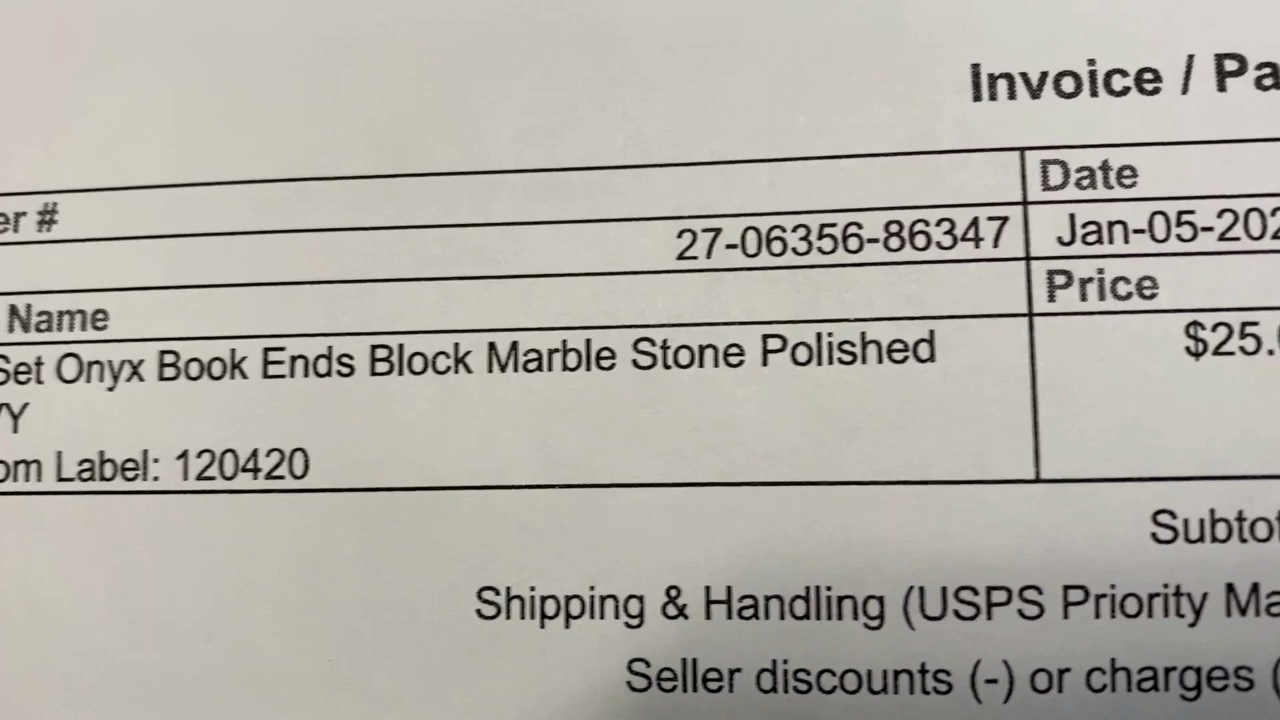 Invoice / Pa
er #
Date
27-06356-86347
Jan-05-202
Name
Price
Set Onyx Book Ends Block Marble Stone Polished
$25.
YY
om Label: 120420
Subtot
Shipping & Handling (USPS Priority Ma
Seller discounts (-) or charges (